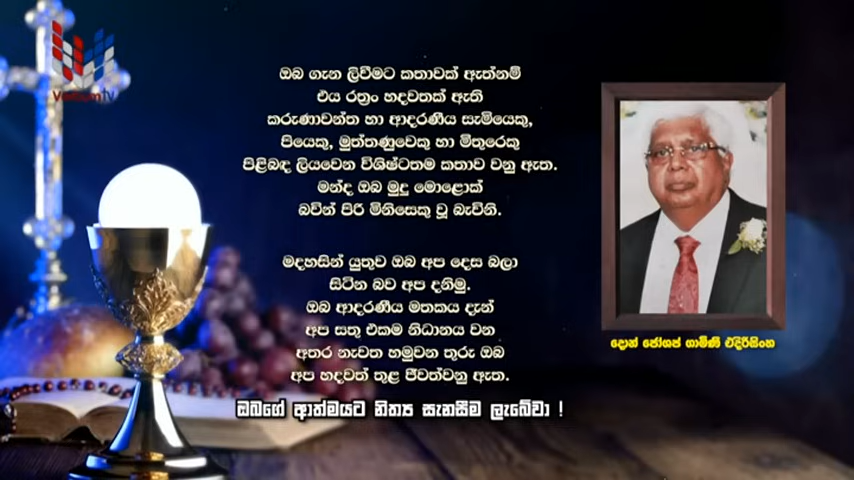 ඔබ ගැන ලිවීමට කතාවක් ඇත්නම්
එය රත්‍රං හදවතක් ඇති
කරුණාවන්ත හා ආදරණීය සැමියෙකු,
පියෙකු, මුත්තණුවෙකු හා මිතුරෙකු
පිළිබඳ ලියවෙන විශිෂ්ටතම කතාව වනු ඇත.
මන්ද ඔබ මුදු මොළොක්
බවින් පිරි මිනිසෙකු වූ බැවිනි.
මදහසින් යුතුව ඔබ අප දෙස බලා
සිටින බව අප දනිමු.
ඔබ ආදරණීය මතකය දැන්
අප සතු එකම නිධානය වන
අතර නැවත හමුවන තුරු ඔබ
අප හදවත් තුළ ජීවත්වනු ඇත.
ඔබගේ ආත්මයට නිත්‍ය සැනසීම ලැබේවා !
දොන් ජෝශප් ගාමිණී එදිරිසිංහ